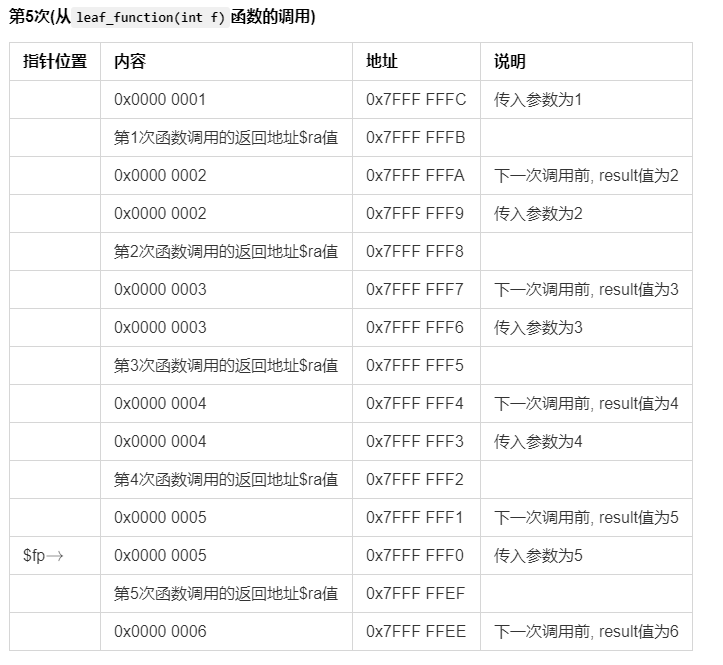 第5次(从leaf_function(int f)函数的调用)
指针位置 内容 地址 说明
0x0000 0001 0x7FFF FFFC 传入参数为1
第1次函数调用的返回地址$ra值 0x7FFF FFFB
0x0000 0002 0x7FFF FFFA 下一次调用前, result值为2
0x0000 0002 0x7FFF FFF9 传入参数为2
第2次函数调用的返回地址$ra值 0x7FFF FFF8
0x0000 0003 0x7FFF FFF7 下一次调用前, result值为3
0x0000 0003 0x7FFF FFF6 传入参数为3
第3次函数调用的返回地址$ra值 0x7FFF FFF5
0x0000 0004 0x7FFF FFF4 下一次调用前, result值为4
0x0000 0004 0x7FFF FFF3 传入参数为4
第4次函数调用的返回地址$ra值 0x7FFF FFF2
0x0000 0005 0x7FFF FFF1 下一次调用前, result值为5
$fp→ 0x0000 0005 0x7FFF FFF0 传入参数为5
第5次函数调用的返回地址$ra值 0x7FFF FFEF
0x0000 0006 0x7FFF FFEE 下一次调用前, result值为6